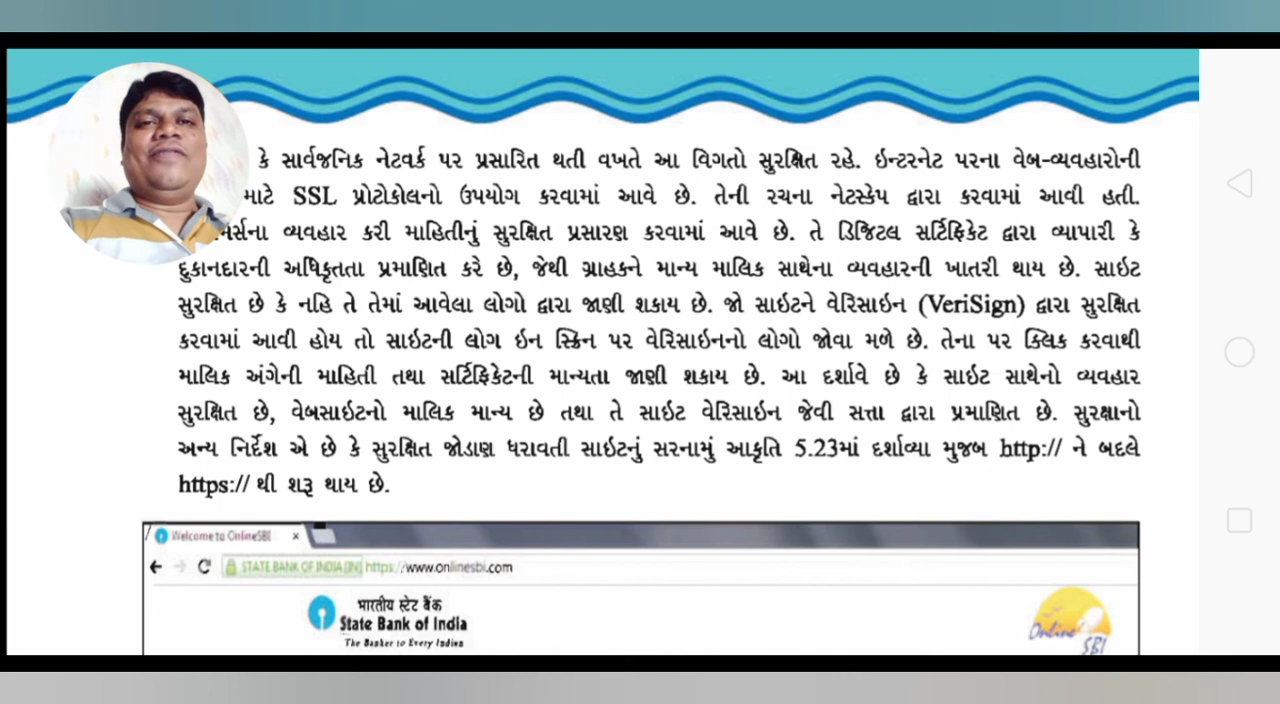 કે સાર્વજનિક નેટવર્ક પર પ્રસારિત થતી વખતે આ વિગતો સુરક્ષિત રહે. ઇન્ટરનેટ પરના વેબ-વ્યવહારોની
માટે SSL પ્રોટોકોલનો ઉપયોગ કરવામાં આવે છે. તેની રચના નેટસ્કેપ દ્વારા કરવામાં આવી હતી.
વ્યવહાર કરી માહિતીનું સુરક્ષિત પ્રસારણ કરવામાં આવે છે. તે ડિજિટલ સર્ટિફિકેટ દ્વારા વ્યાપારી કે
દુકાનદારની અધિકૃતતા પ્રમાણિત કરે છે, જેથી ગ્રાહકને માન્ય માલિક સાથેના વ્યવહારની ખાતરી થાય છે. સાઇટ
સુરક્ષિત છે કે નહિ તે તેમાં આવેલા લોગો દ્વારા જાણી શકાય છે. જો સાઇટને વેરિસાઇન (VeriSign) દ્વારા સુરક્ષિત
કરવામાં આવી હોય તો સાઇટની લોગ ઇન સ્ક્રિન પર વેરિસાઇનનો લોગો જોવા મળે છે. તેના પર ક્લિક કરવાથી
માલિક અંગેની માહિતી તથા સર્ટિફિકેટની માન્યતા જાણી શકાય છે. આ દર્શાવે છે કે સાઇટ સાથેનો વ્યવહાર
સુરક્ષિત છે, વેબસાઇટનો માલિક માન્ય છે તથા તે સાઇટ વેરિસાઇન જેવી સત્તા દ્વારા પ્રમાણિત છે. સુરક્ષાનો
અન્ય નિર્દેશ એ છે કે સુરક્ષિત જોડાણ ધરાવતી સાઇટનું સરનામું આકૃતિ 5.23માં દર્શાવ્યા મુજબ http:// ને બદલે
https:// થી શરૂ થાય છે.
Welcome to OnlineSBI
STATE BANK OF INDIA [IN] https://www.onlinesbi.com
भारतीय स्टेट बैंक
State Bank of India
The Banker to Every Indian
Online
SBI